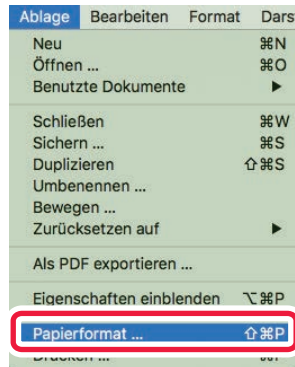 Ablage Bearbeiten Format Dars
Neu ⌘N
Öffnen ... ⌘O
Benutzte Dokumente ▶
Schließen ⌘W
Sichern ... ⌘S
Duplizieren ⇧⌘S
Umbenennen ...
Bewegen ...
Zurücksetzen auf ▶
Als PDF exportieren ...
Eigenschaften einblenden ⌥⌘P
Papierformat ... ⇧⌘P